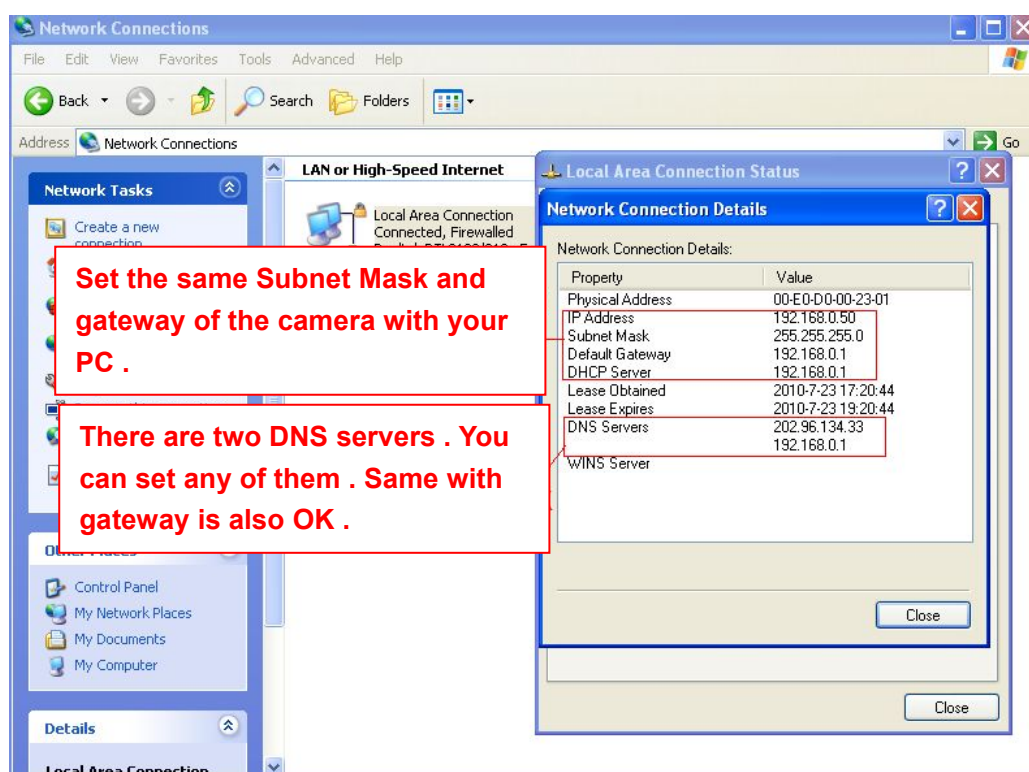 Network Connections
File Edit View Favorites Tools Advanced Help
Back Search Folders
Address Network Connections Go
Network Tasks
Create a new
connection
LAN or High-Speed Internet
Local Area Connection
Connected, Firewalled
Set the same Subnet Mask and
gateway of the camera with your
PC .
There are two DNS servers . You
can set any of them . Same with
gateway is also OK .
Other Places
Control Panel
My Network Places
My Documents
My Computer
Details
Local Area Connection
Local Area Connection Status
Network Connection Details
Network Connection Details:
Property Value
Physical Address 00-E0-D0-00-23-01
IP Address 192.168.0.50
Subnet Mask 255.255.255.0
Default Gateway 192.168.0.1
DHCP Server 192.168.0.1
Lease Obtained 2010-7-23 17:20:44
Lease Expires 2010-7-23 19:20:44
DNS Servers 202.96.134.33
192.168.0.1
WINS Server
Close
Close